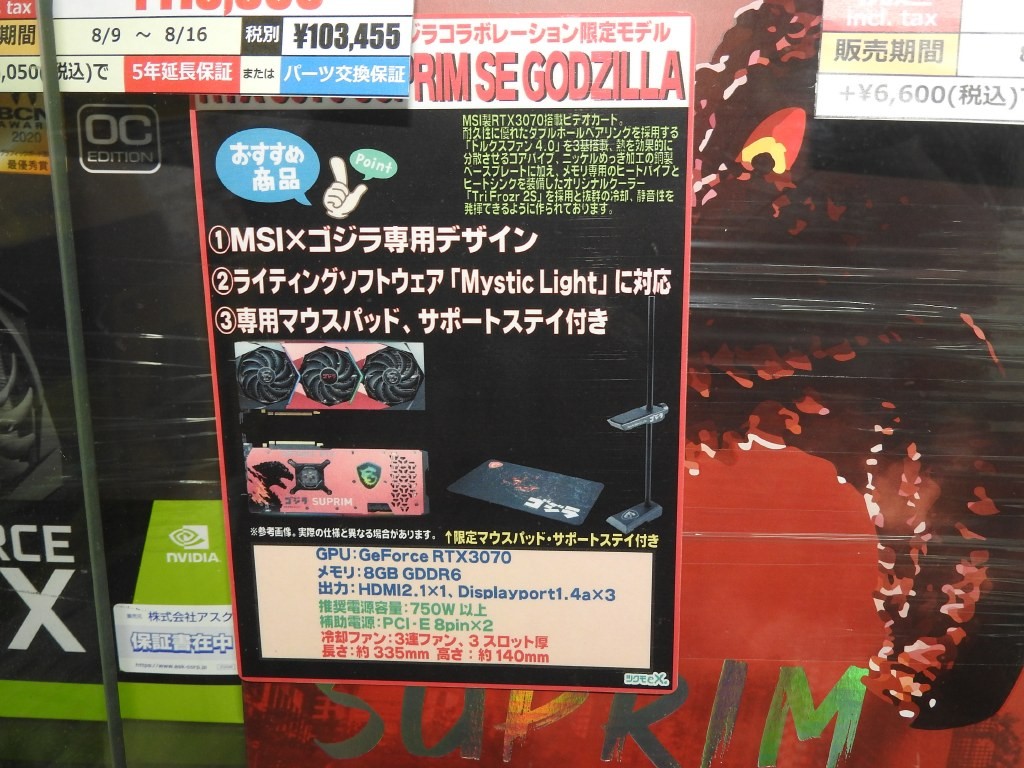 incl. tax
販売期間
8
+¥6,600(税込)
tax
期間
8/9 ～ 8/16
税別
¥103,455
,050(税込)で
5年延長保証
または
パーツ交換保証
ジラコラボレーション限定モデル
PRIM SE GODZILLA
MSI製RTX3070搭載ビデオカード。
耐久性に優れたダブルボールベアリングを採用する
「トルクスファン 4.0」を3基搭載、熱を効果的に
分散させるコアパイプ、ニッケルめっき加工の銅製
ベースプレートに加え、メモリ専用のヒートパイプと
ヒートシンクを装備したオリジナルクーラー
「Tri Frozr 2S」を採用と抜群の冷却、静音性を
発揮できるように作られております。
おすすめ
商品
Point
①MSI×ゴジラ専用デザイン
②ライティングソフトウェア「Mystic Light」に対応
③専用マウスパッド、サポートステイ付き
ゴジラ SUPRIM
ゴジラ
※参考画像。実際の仕様と異なる場合があります。
↑限定マウスパッド・サポートステイ付き
GPU:GeForce RTX3070
メモリ:8GB GDDR6
出力:HDMI2.1×1、Displayport1.4a×3
推奨電源容量:750W 以上
補助電源:PCI-E 8pin×2
冷却ファン:3連ファン、3 スロット厚
長さ:約 335mm 高さ:約 140mm
ツクモeX.
BCN
AWAR
2020
最優秀賞
OC
EDITION
RCE
X
NVIDIA
株式会社アスク
保証書在中
SUPRIM